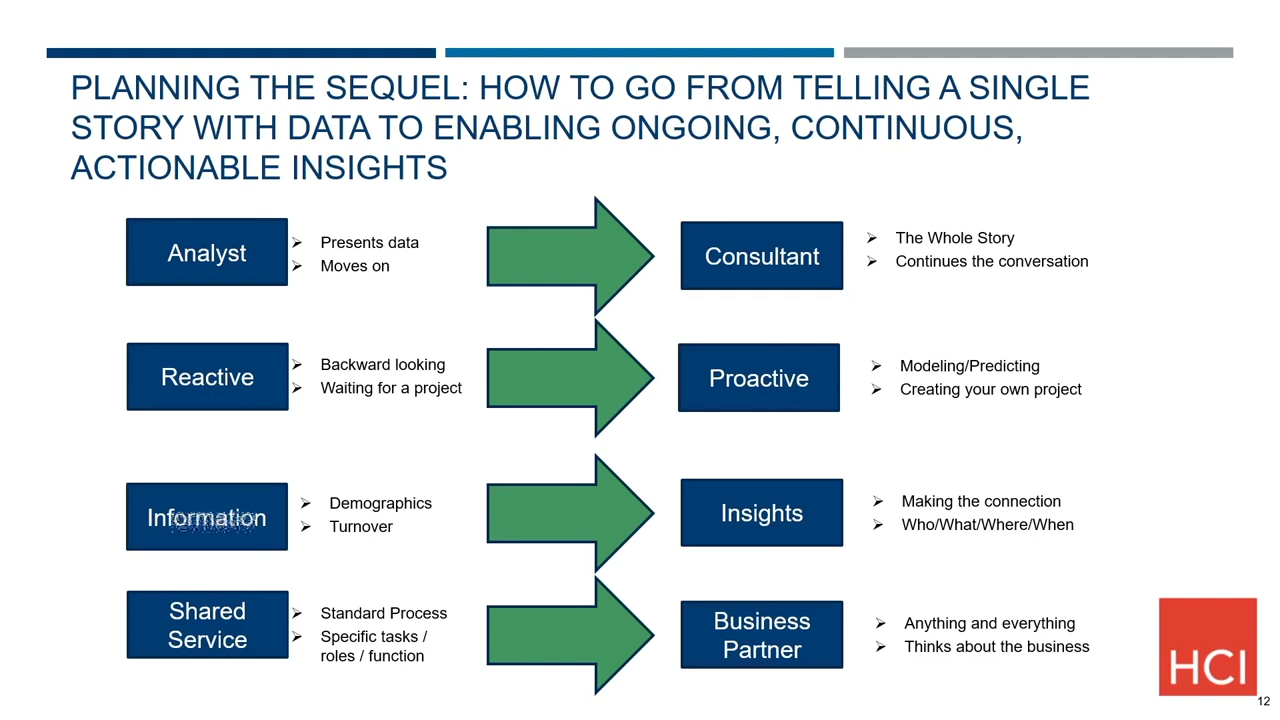 PLANNING THE SEQUEL: HOW TO GO FROM TELLING A SINGLE
STORY WITH DATA TO ENABLING ONGOING, CONTINUOUS,
ACTIONABLE INSIGHTS
Analyst
Presents data
Moves on
Consultant
The Whole Story
Continues the conversation
Reactive
Backward looking
Waiting for a project
Proactive
Modeling/Predicting
Creating your own project
Information
Demographics
Turnover
Insights
Making the connection
Who/What/Where/When
Shared
Service
Standard Process
Specific tasks /
roles / function
Business
Partner
Anything and everything
Thinks about the business
HCI
12